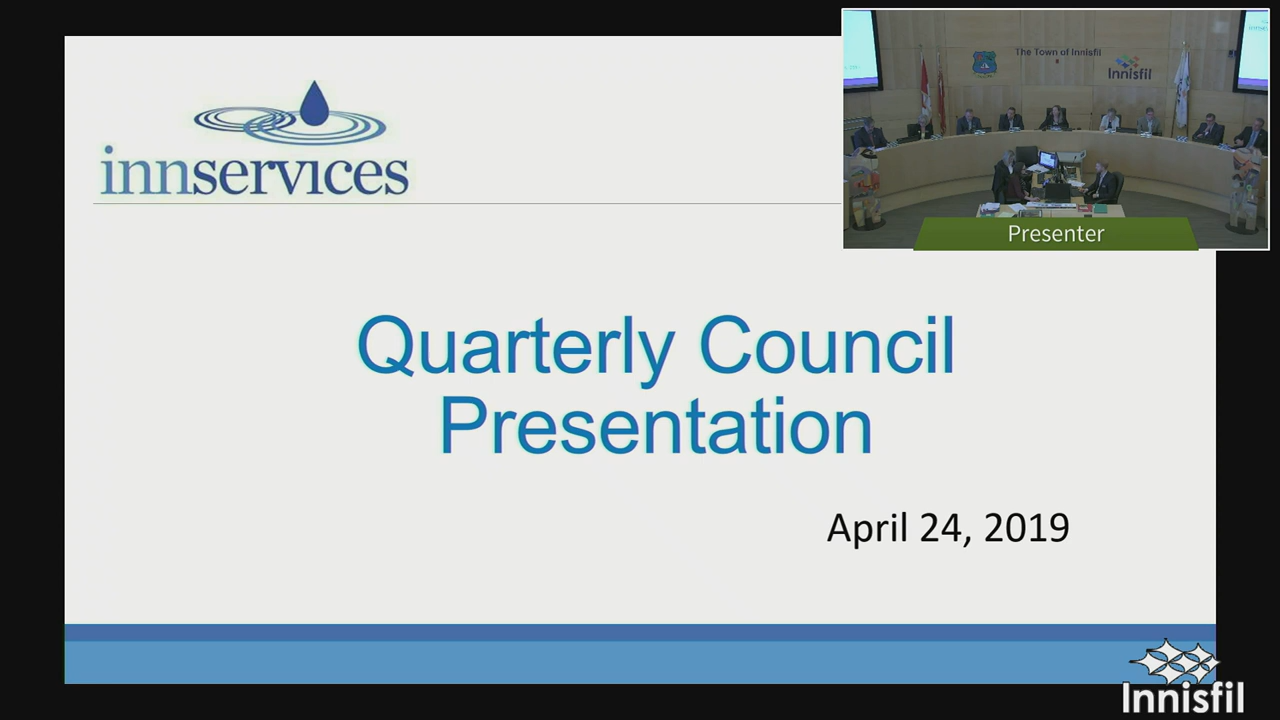 innservices
The Town of Innisfil
Innisfil
Presenter
Quarterly Council
Presentation
April 24, 2019
Innisfil